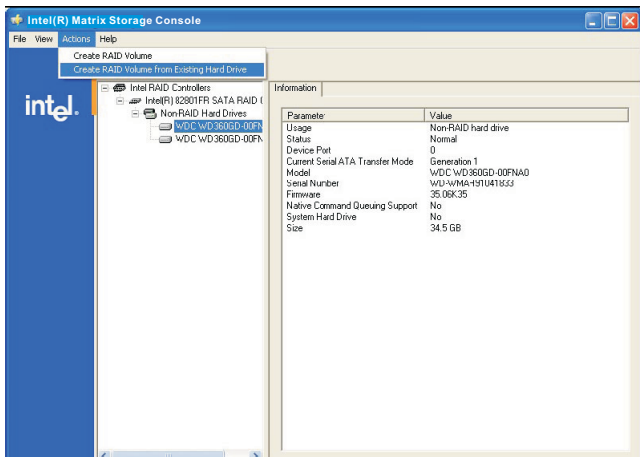 Intel(R) Matrix Storage Console
File View Actions Help
Create RAID Volume
Create RAID Volume from Existing Hard Drive
intel.
Intel RAID Controllers
Intel(R) 82801FR SATA RAID (
Non-RAID Hard Drives
WDC WD360GD-00FN
WDC WD360GD-00FN
Information
Parameter Value
Usage Non-RAID hard drive
Status Normal
Device Port 0
Current Serial ATA Transfer Mode Generation 1
Model WDC WD360GD-00FNA0
Serial Number WD-WMAH91041833
Firmware 35.06K35
Native Command Queuing Support No
System Hard Drive No
Size 34.5 GB